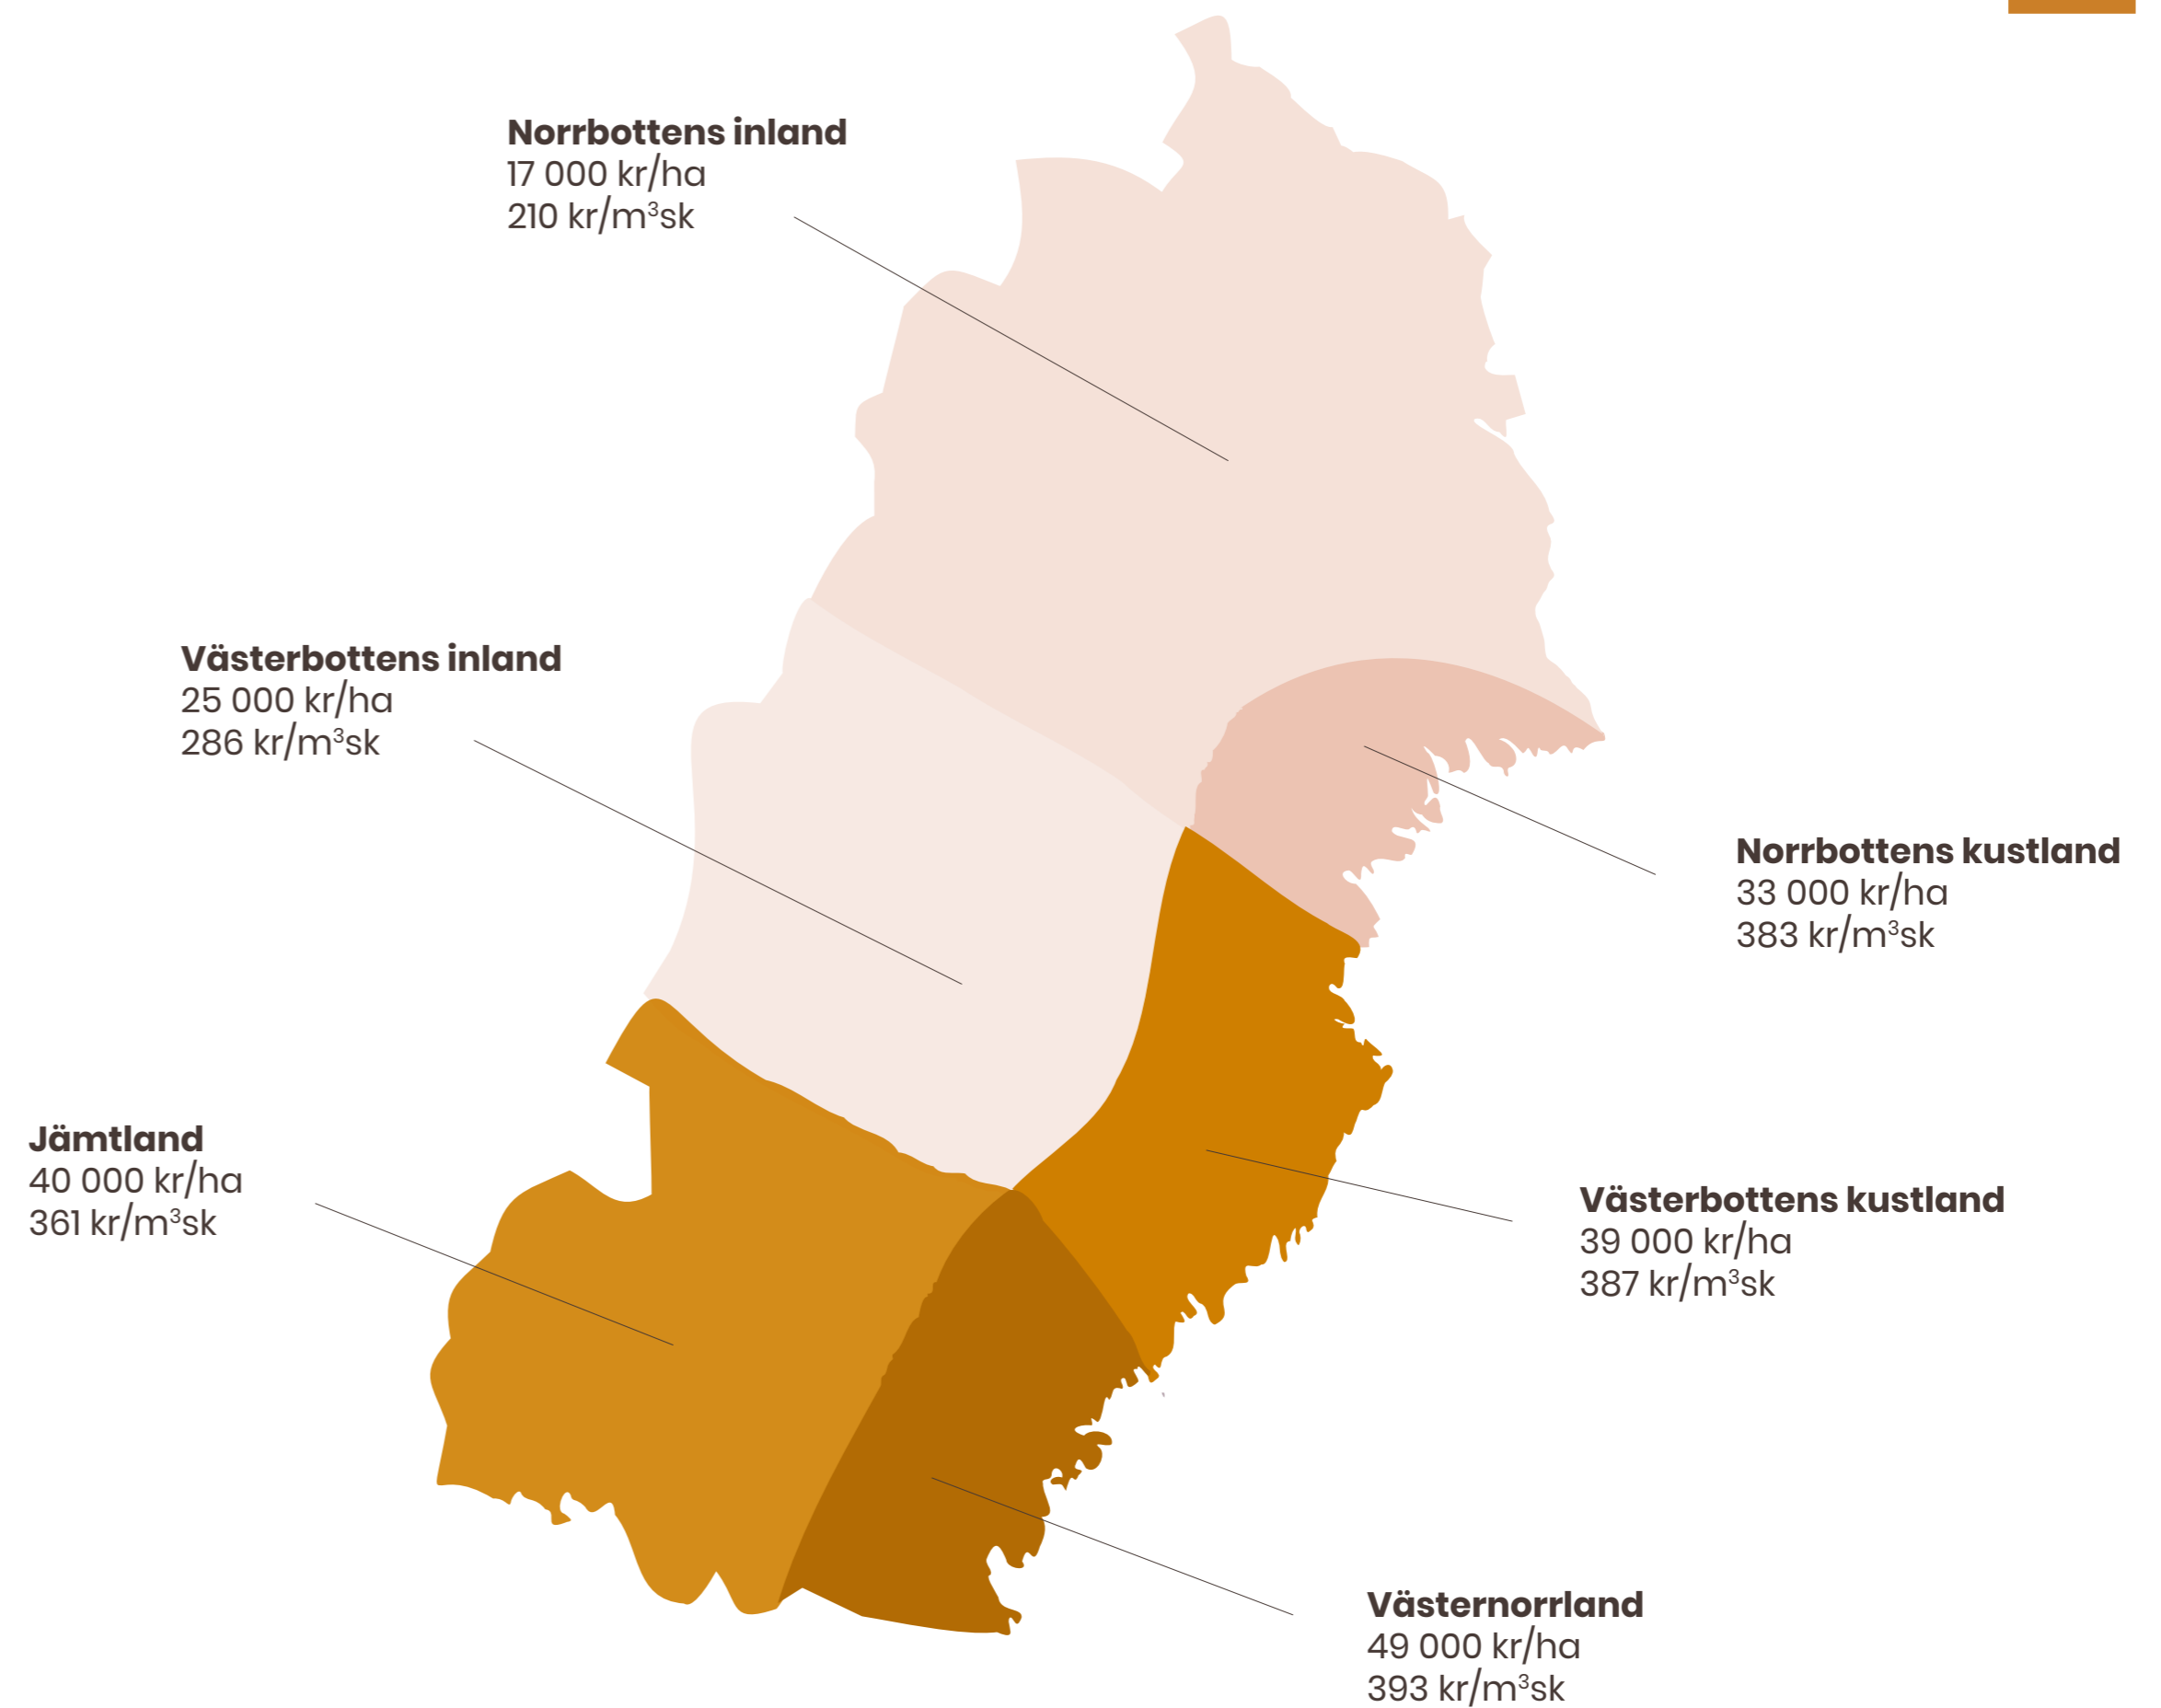 Norrbottens inland
17 000 kr/ha
210 kr/m³sk
Västerbottens inland
25 000 kr/ha
286 kr/m³sk
Norrbottens kustland
33 000 kr/ha
383 kr/m³sk
Jämtland
40 000 kr/ha
361 kr/m³sk
Västerbottens kustland
39 000 kr/ha
387 kr/m³sk
Västernorrland
49 000 kr/ha
393 kr/m³sk